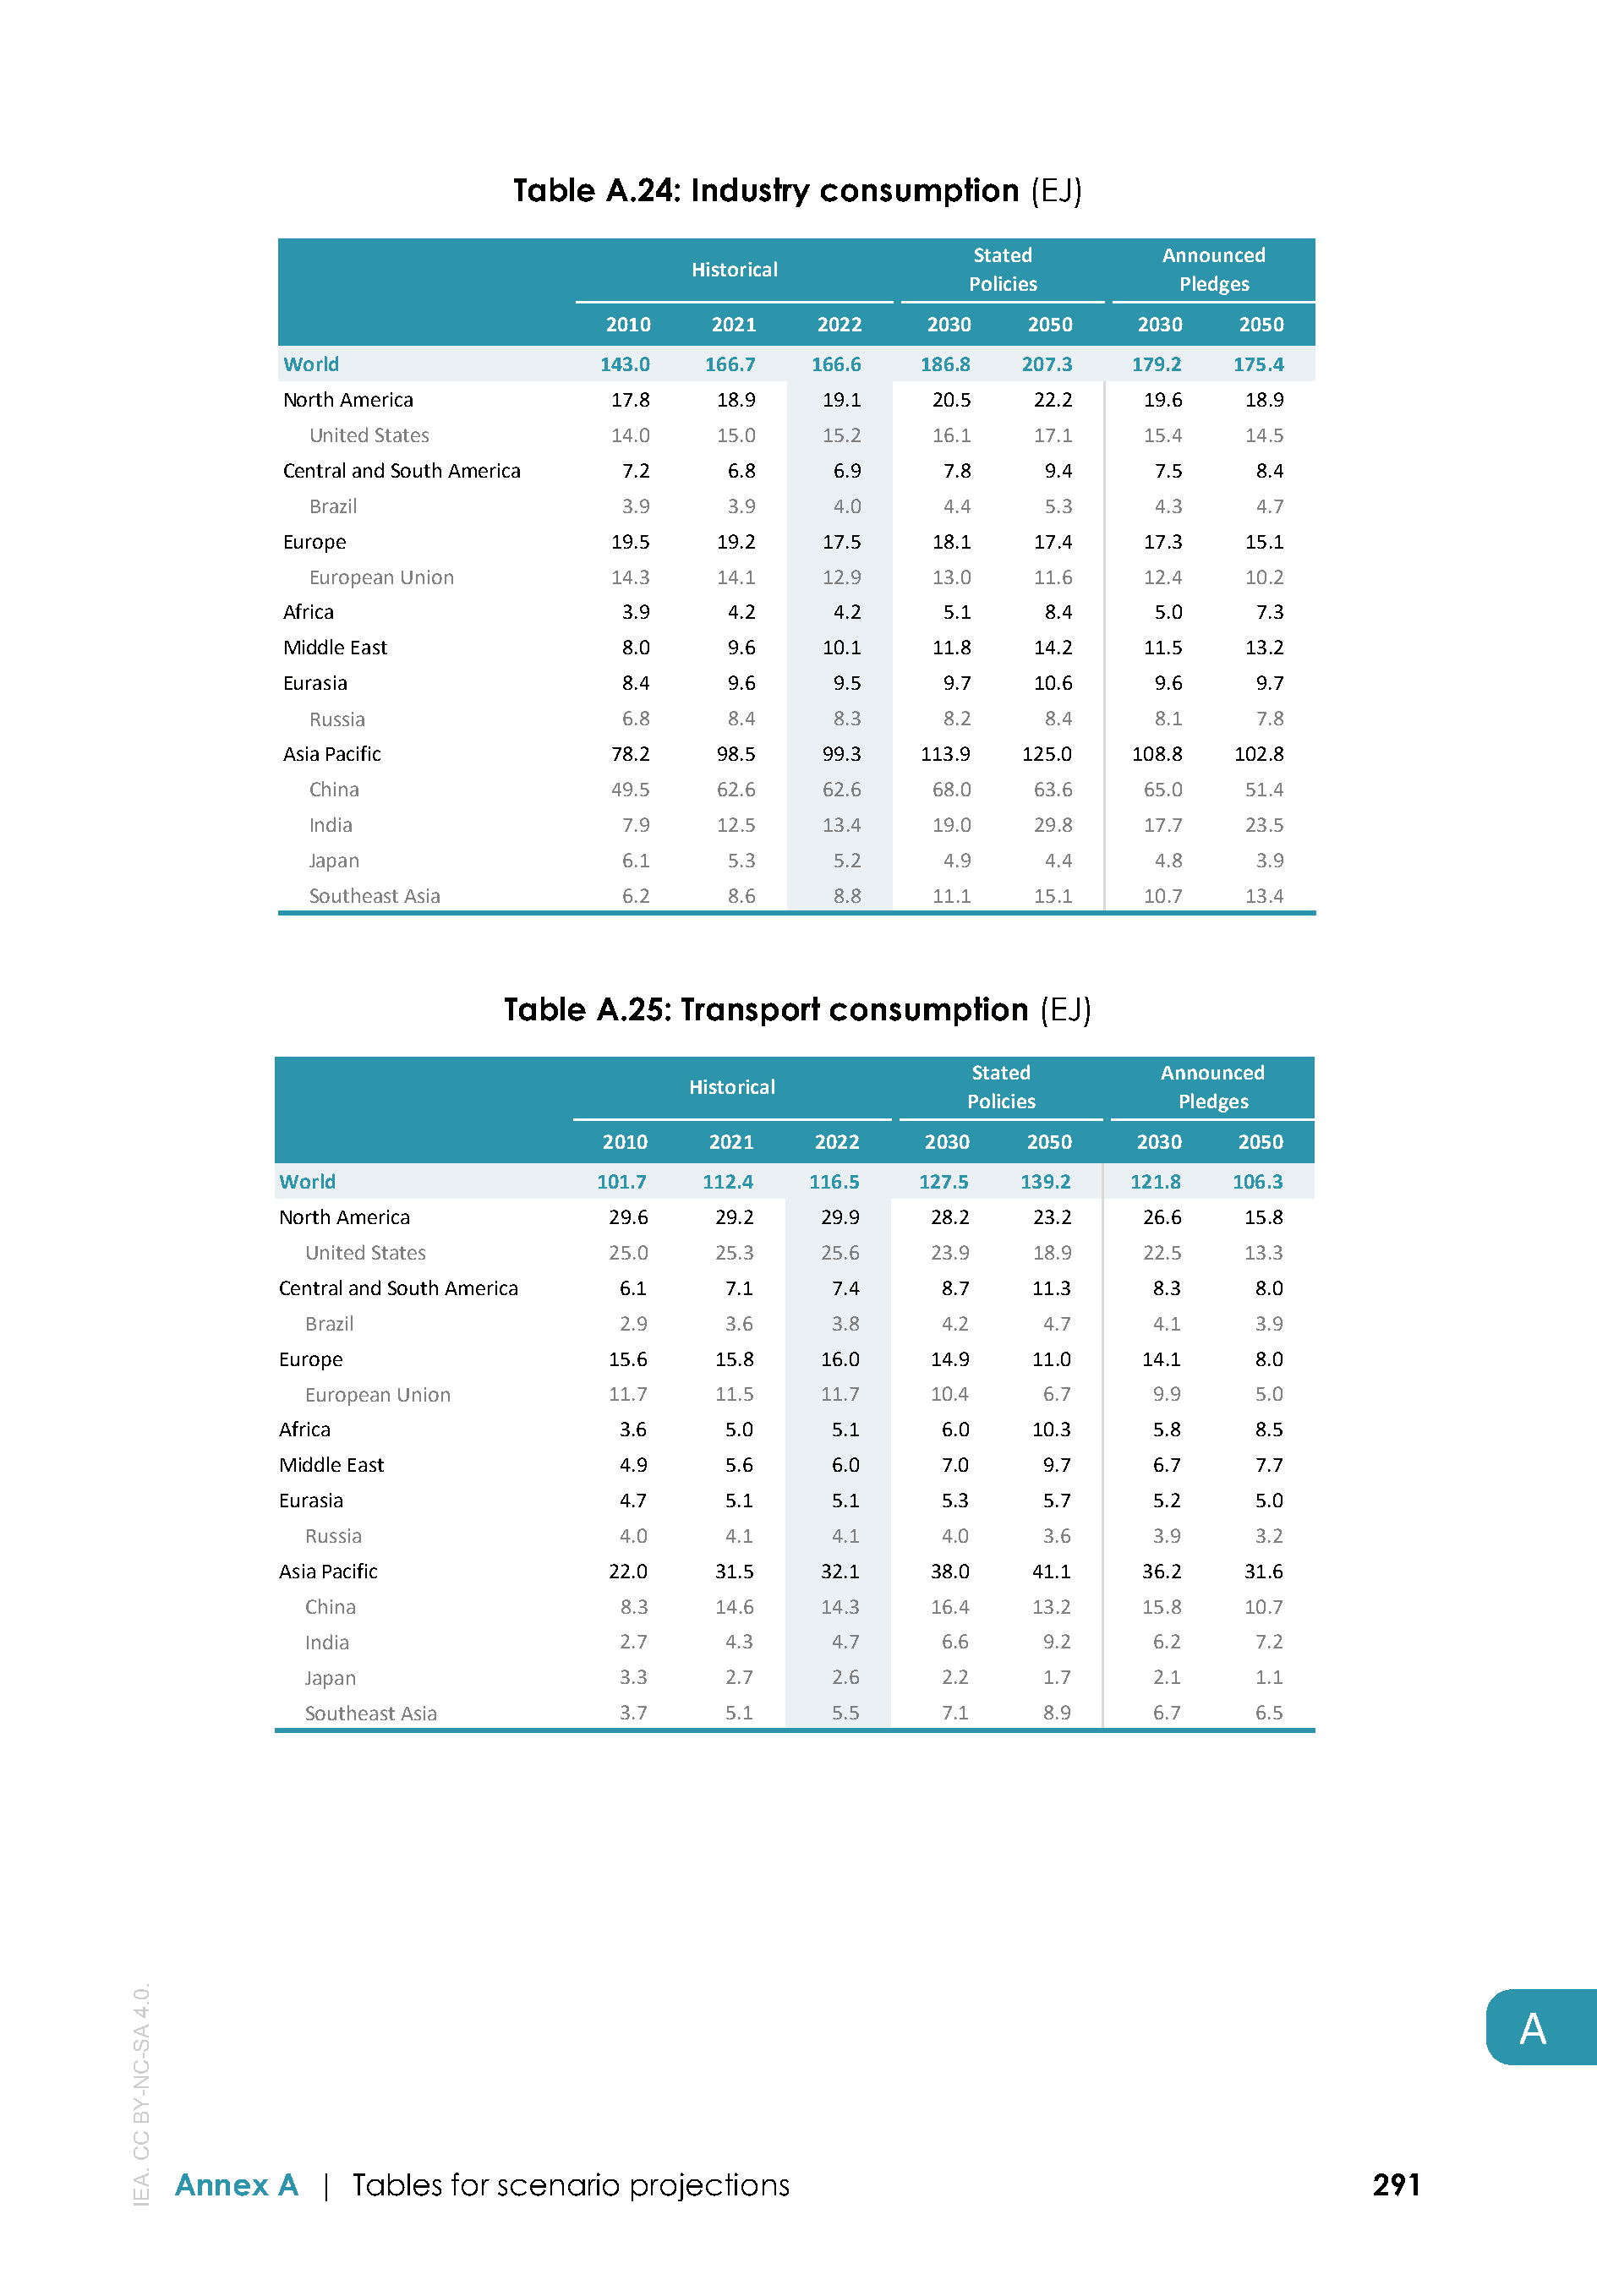 Table A.24: Industry consumption (EJ)
Historical Stated Policies Announced Pledges
2010 2021 2022 2030 2050 2030 2050
World 143.0 166.7 166.6 186.8 207.3 179.2 175.4
North America 17.8 18.9 19.1 20.5 22.2 19.6 18.9
United States 14.0 15.0 15.2 16.1 17.1 15.4 14.5
Central and South America 7.2 6.8 6.9 7.8 9.4 7.5 8.4
Brazil 3.9 3.9 4.0 4.4 5.3 4.3 4.7
Europe 19.5 19.2 17.5 18.1 17.4 17.3 15.1
European Union 14.3 14.1 12.9 13.0 11.6 12.4 10.2
Africa 3.9 4.2 4.2 5.1 8.4 5.0 7.3
Middle East 8.0 9.6 10.1 11.8 14.2 11.5 13.2
Eurasia 8.4 9.6 9.5 9.7 10.6 9.6 9.7
Russia 6.8 8.4 8.3 8.2 8.4 8.1 7.8
Asia Pacific 78.2 98.5 99.3 113.9 125.0 108.8 102.8
China 49.5 62.6 62.6 68.0 63.6 65.0 51.4
India 7.9 12.5 13.4 19.0 29.8 17.7 23.5
Japan 6.1 5.3 5.2 4.9 4.4 4.8 3.9
Southeast Asia 6.2 8.6 8.8 11.1 15.1 10.7 13.4
Table A.25: Transport consumption (EJ)
Historical Stated Policies Announced Pledges
2010 2021 2022 2030 2050 2030 2050
World 101.7 112.4 116.5 127.5 139.2 121.8 106.3
North America 29.6 29.2 29.9 28.2 23.2 26.6 15.8
United States 25.0 25.3 25.6 23.9 18.9 22.5 13.3
Central and South America 6.1 7.1 7.4 8.7 11.3 8.3 8.0
Brazil 2.9 3.6 3.8 4.2 4.7 4.1 3.9
Europe 15.6 15.8 16.0 14.9 11.0 14.1 8.0
European Union 11.7 11.5 11.7 10.4 6.7 9.9 5.0
Africa 3.6 5.0 5.1 6.0 10.3 5.8 8.5
Middle East 4.9 5.6 6.0 7.0 9.7 6.7 7.7
Eurasia 4.7 5.1 5.1 5.3 5.7 5.2 5.0
Russia 4.0 4.1 4.1 4.0 3.6 3.9 3.2
Asia Pacific 22.0 31.5 32.1 38.0 41.1 36.2 31.6
China 8.3 14.6 14.3 16.4 13.2 15.8 10.7
India 2.7 4.3 4.7 6.6 9.2 6.2 7.2
Japan 3.3 2.7 2.6 2.2 1.7 2.1 1.1
Southeast Asia 3.7 5.1 5.5 7.1 8.9 6.7 6.5
IEA. CC BY-NC-SA 4.0.
A
Annex A | Tables for scenario projections 291